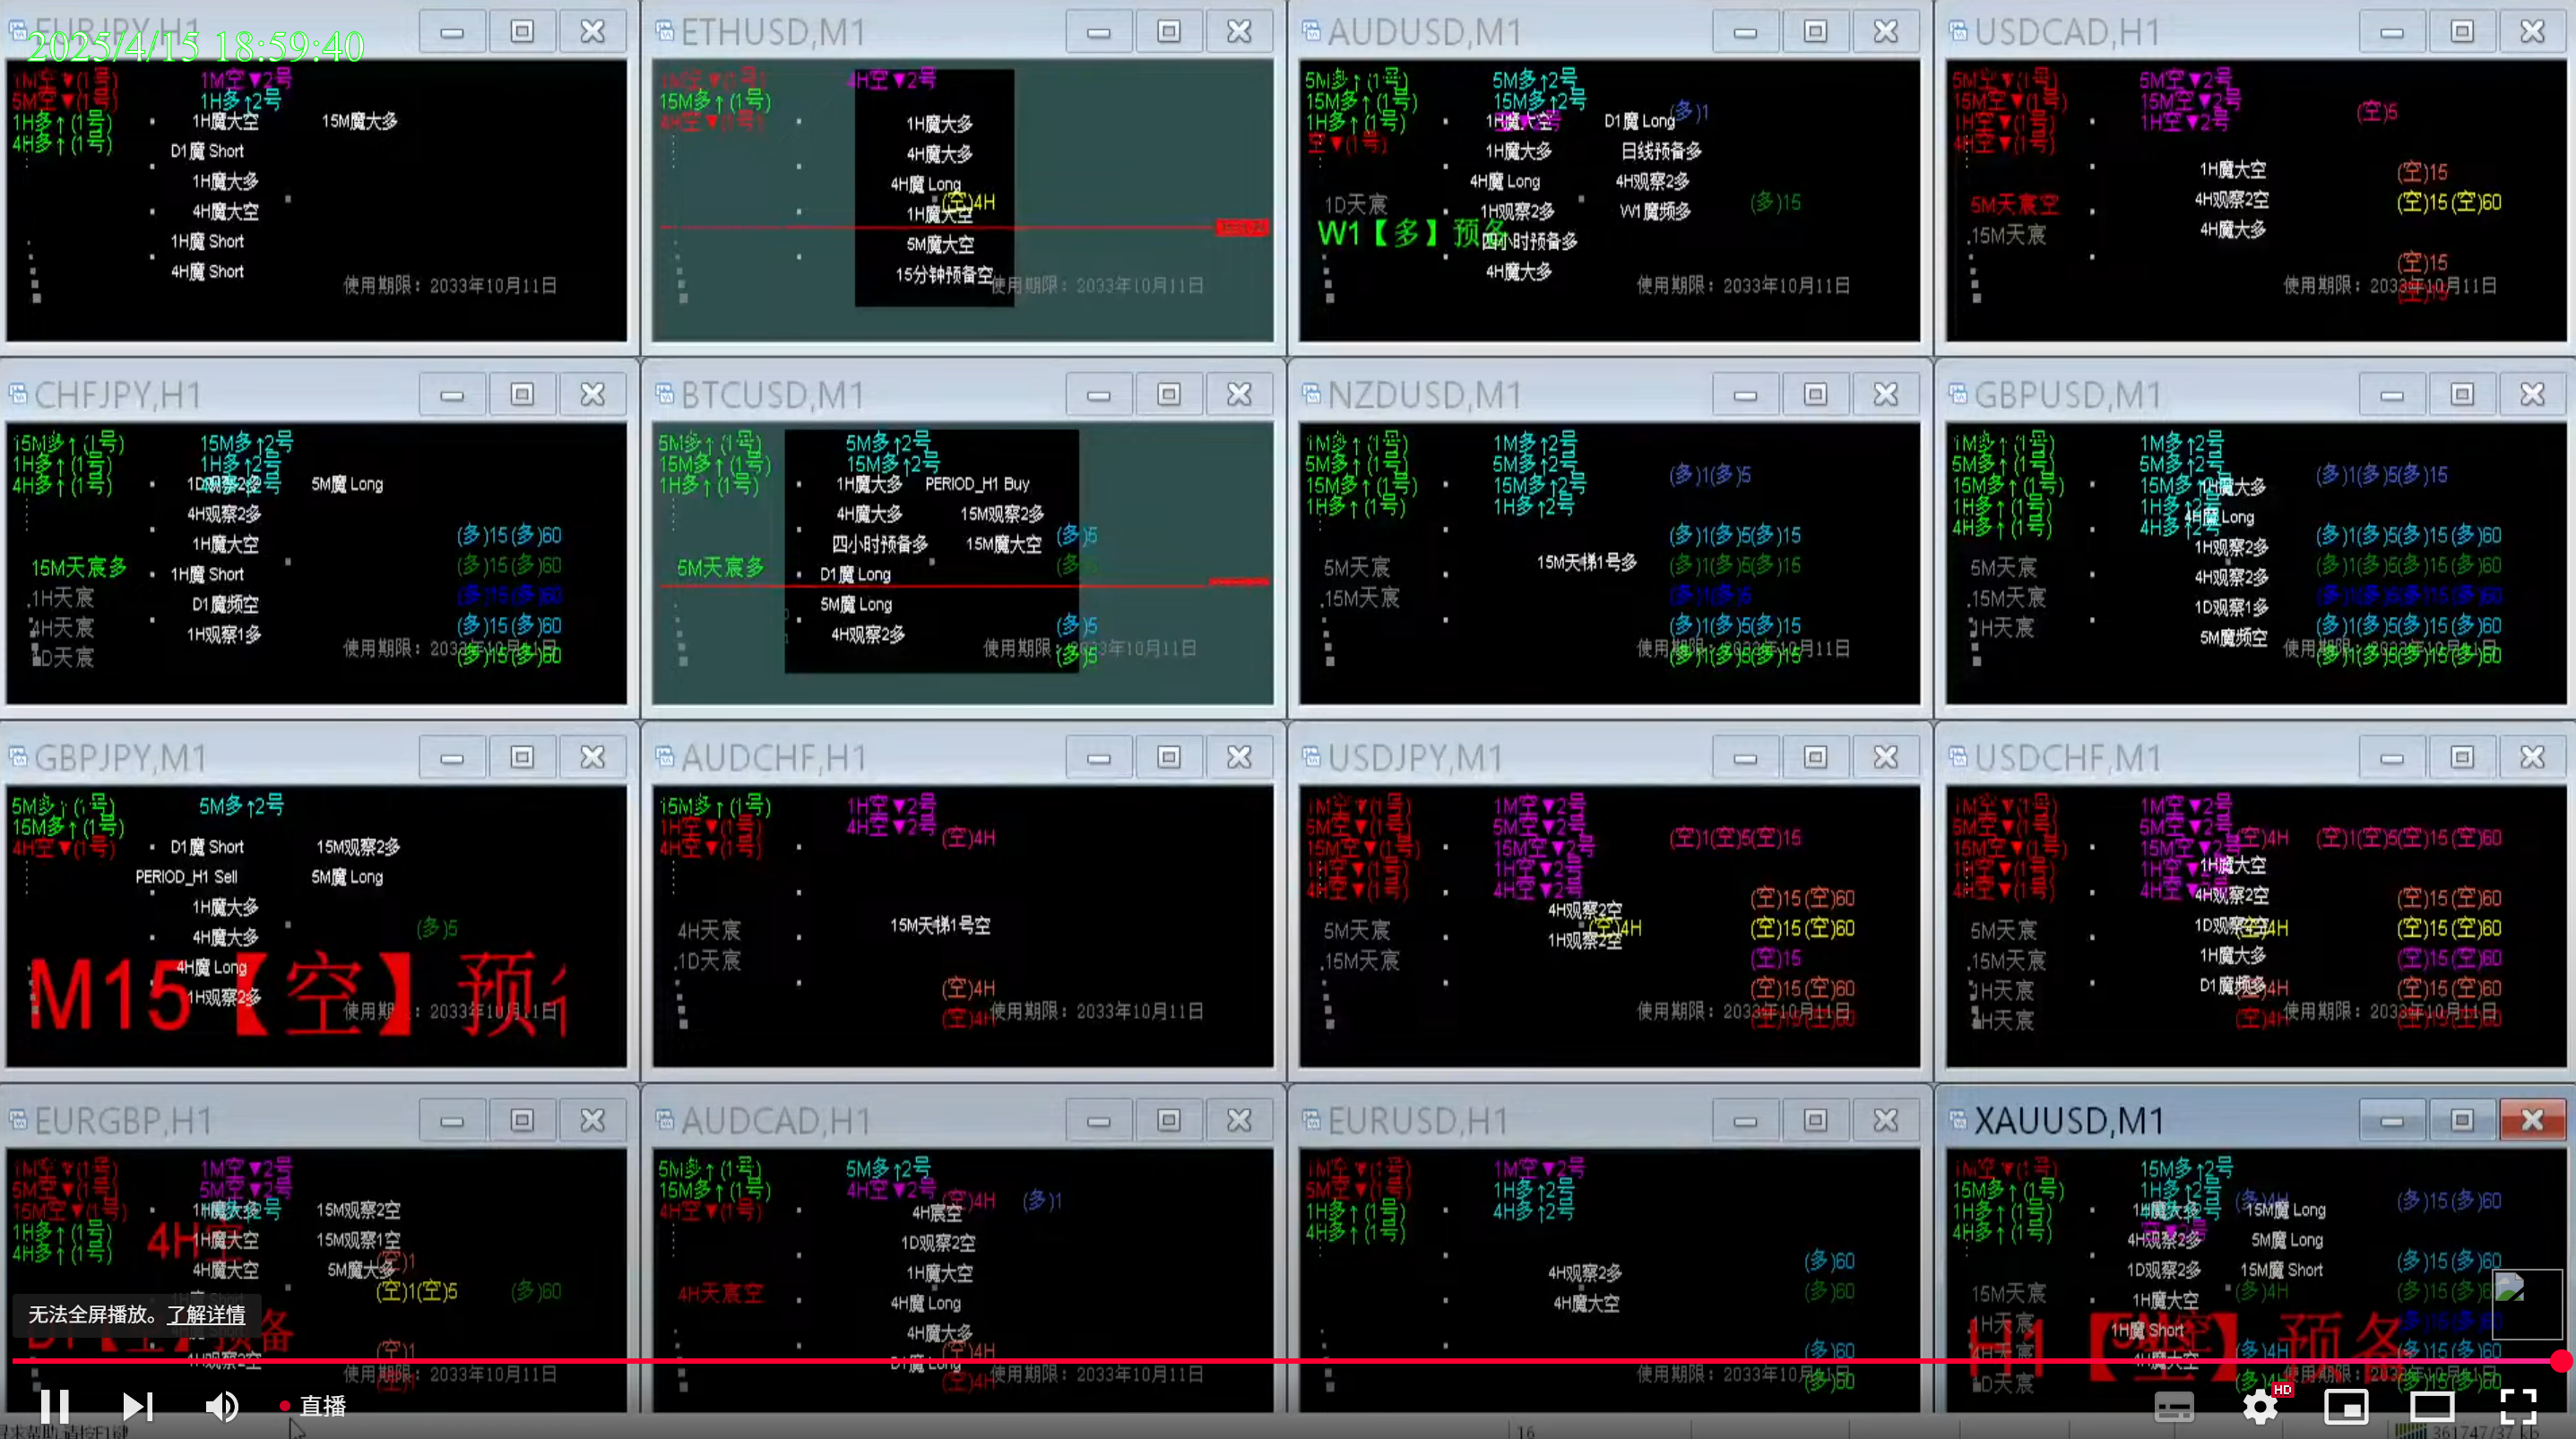 EURJPY,H1
2025/4/15 18:59:40
1M空▼(1号)
1M空▼2号
5M空▼(1号)
1H多↑2号
1H多↑(1号)
1H魔大空
15M魔大多
4H多↑(1号)
D1魔 Short
1H魔大多
4H魔大空
1H魔 Short
4H魔 Short
使用期限：2033年10月11日
ETHUSD,M1
1M空▼(1号)
4H空▼2号
15M多↑(1号)
4H空▼(1号)
1H魔大多
4H魔大多
4H魔 Long
(空)4H
1H魔大空
5M魔大空
15分钟预备空
使用期限：2033年10月11日
AUDUSD,M1
5M多↑(1号)
5M多↑2号
15M多↑(1号)
15M多↑2号
(多)1
1H多↑(1号)
1H魔大空
D1魔 Long
空▼(1号)
1H魔大多
日线预备多
4H魔 Long
4H观察2多
1D天宸
1H观察2多
W1魔频多
(多)15
W1【多】预备
四小时预备多
4H魔大多
使用期限：2033年10月11日
USDCAD,H1
5M空▼(1号)
5M空▼2号
15M空▼(1号)
15M空▼2号
(空)5
1H空▼(1号)
1H空▼2号
4H空▼(1号)
1H魔大空
(空)15
5M天宸空
4H观察2空
(空)15(空)60
.15M天宸
4H魔大多
(空)15
使用期限：2033年10月11日
(空)15
CHFJPY,H1
15M多↑(1号)
15M多↑2号
1H多↑(1号)
1H多↑2号
4H多↑(1号)
1D观察2多
5M魔 Long
4H观察2多
(多)15(多)60
1H魔大空
15M天宸多
1H魔 Short
(多)15(多)60
.1H天宸
D1魔频空
(多)15(多)60
4H天宸
1H观察1多
(多)15(多)60
1D天宸
使用期限：2033年10月11日
(多)15(多)60
BTCUSD,M1
5M多↑(1号)
5M多↑2号
15M多↑(1号)
15M多↑2号
1H多↑(1号)
1H魔大多
PERIOD_H1 Buy
4H魔大多
15M观察2多
四小时预备多
15M魔大空
(多)5
5M天宸多
D1魔 Long
5M魔 Long
4H观察2多
(多)5
使用期限：2033年10月11日
(多)5
NZDUSD,M1
1M多↑(1号)
1M多↑2号
5M多↑(1号)
5M多↑2号
(多)1(多)5
15M多↑(1号)
15M多↑2号
1H多↑(1号)
1H多↑2号
(多)1(多)5(多)15
5M天宸
15M天梯1号多
(多)1(多)5(多)15
.15M天宸
(多)1(多)5
(多)1(多)5(多)15
使用期限：2033年10月11日
(多)1(多)5(多)15
GBPUSD,M1
1M多↑(1号)
1M多↑2号
5M多↑(1号)
5M多↑2号
(多)1(多)5(多)15
15M多↑(1号)
15M多↑2号
1H魔大多
1H多↑(1号)
1H多↑2号
4H魔 Long
4H多↑(1号)
4H多↑2号
(多)1(多)5(多)15(多)60
1H观察2多
5M天宸
4H观察2多
(多)1(多)5(多)15(多)60
.15M天宸
1D观察1多
(多)1(多)5(多)15(多)60
1H天宸
5M魔频空
(多)1(多)5(多)15(多)60
使用期限：2033年10月11日
(多)1(多)5(多)15(多)60
GBPJPY,M1
5M多↑(1号)
5M多↑2号
15M多↑(1号)
4H空▼(1号)
D1魔 Short
15M观察2多
PERIOD_H1 Sell
5M魔 Long
1H魔大多
(多)5
4H魔大多
4H魔 Long
M15【空】预
1H观察2多
使用期限：2033年10月11日
AUDCHF,H1
15M多↑(1号)
1H空▼2号
1H空▼(1号)
4H空▼2号
(空)4H
4H空▼(1号)
4H天宸
15M天梯1号空
.1D天宸
(空)4H
(空)4H
使用期限：2033年10月11日
USDJPY,M1
1M空▼(1号)
1M空▼2号
5M空▼(1号)
5M空▼2号
(空)1(空)5(空)15
15M空▼(1号)
15M空▼2号
1H空▼(1号)
1H空▼2号
4H空▼(1号)
4H空▼2号
(空)15(空)60
4H观察2空
5M天宸
(空)4H
(空)15(空)60
1H观察2空
.15M天宸
(空)15
(空)15(空)60
使用期限：2033年10月11日
(空)15(空)60
USDCHF,M1
1M空▼(1号)
1M空▼2号
5M空▼(1号)
5M空▼2号
(空)4H
(空)1(空)5(空)15(空)60
15M空▼(1号)
15M空▼2号
1H空▼(1号)
1H空▼2号
1H魔大空
4H空▼(1号)
4H空▼2号
4H观察2空
(空)15(空)60
5M天宸
1D观察2空
(空)4H
(空)15(空)60
.15M天宸
1H魔大多
(空)15(空)60
1H天宸
D1魔频多
(空)4H
(空)15(空)60
4H天宸
(空)4H
使用期限：2033年10月11日
(空)15(空)60
EURGBP,H1
1M空▼(1号)
1M空▼2号
5M空▼(1号)
5M空▼2号
15M空▼(1号)
1H魔大多
15M观察2空
1H多↑(1号)
4H空
1H魔大空
15M观察1空
4H多↑(1号)
4H魔大空
5M魔大多
(空)1
(空)1(空)5
(多)60
无法全屏播放。了解详情
D1【空】预备
4H观察2空
(空)1
使用期限：2033年10月11日
AUDCAD,H1
5M多↑(1号)
5M多↑2号
15M多↑(1号)
4H空▼2号
(空)4H
(多)1
4H空▼(1号)
4H宸空
1D观察2空
1H魔大空
4H天宸空
4H魔 Long
4H魔大多
(空)4H
D1魔 Long
(空)4H
使用期限：2033年10月11日
EURUSD,H1
1M空▼(1号)
1M空▼2号
5M空▼(1号)
1H多↑2号
1H多↑(1号)
4H多↑2号
4H多↑(1号)
(多)60
4H观察2多
(多)60
4H魔大空
(多)60
使用期限：2033年10月11日
(多)60
XAUUSD,M1
1M空▼(1号)
15M多↑2号
15M多↑(1号)
1H多↑2号
(多)4H
(多)15(多)60
1H多↑(1号)
1H魔大多
15M魔 Long
4H多↑(1号)
4H观察2多
5M魔 Long
1D观察2多
15M魔 Short
(多)15(多)60
15M天宸
1H魔大空
(多)4H
.1H天宸
1H魔 Short
H1【空】预备
4H天宸
4H魔大空
(多)4H
(多)15(多)60
1D天宸
(多)4H
使用期限：2033年10月11日
(多)15(多)60
直播
HD
16
361747/37 kb